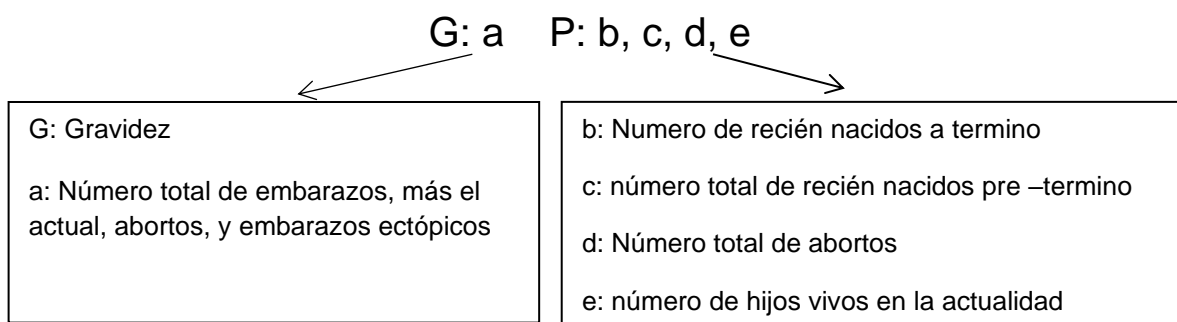 G: a P: b, c, d, e
G: Gravidez
a: Número total de embarazos, más el
actual, abortos, y embarazos ectópicos
b: Numero de recién nacidos a termino
c: número total de recién nacidos pre –termino
d: Número total de abortos
e: número de hijos vivos en la actualidad